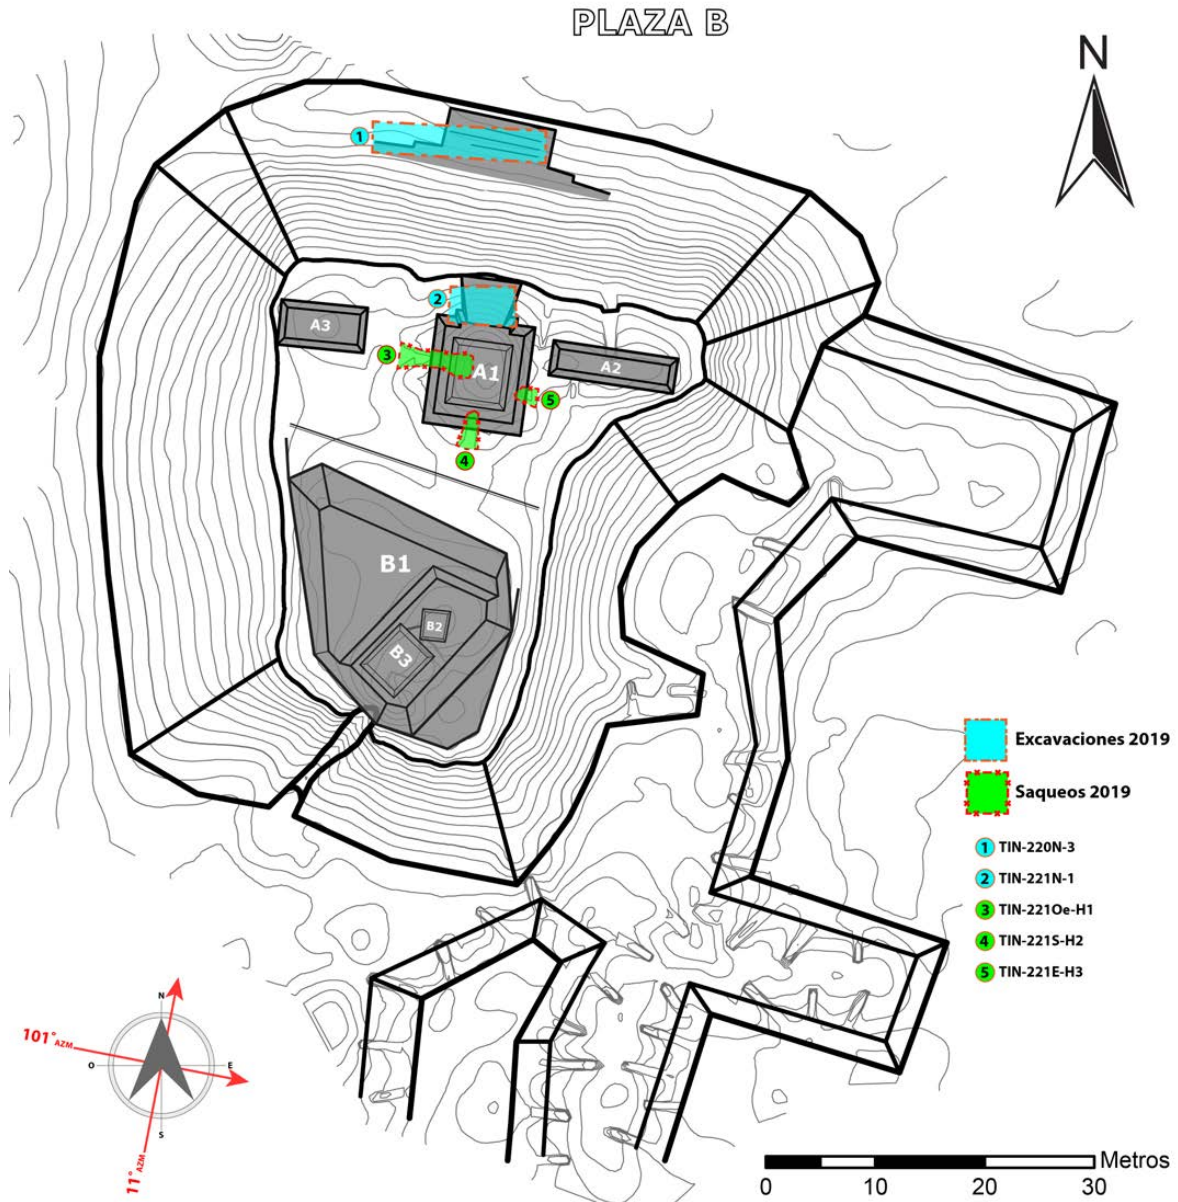 PLAZA B
N
1
2
A3
3
A1
A2
5
4
B1
B2
B3
Excavaciones 2019
Saqueos 2019
1 TIN-220N-3
2 TIN-221N-1
3 TIN-221Oe-H1
4 TIN-221S-H2
5 TIN-221E-H3
N
101° AZM
O
E
S
11° AZM
Metros
0 10 20 30